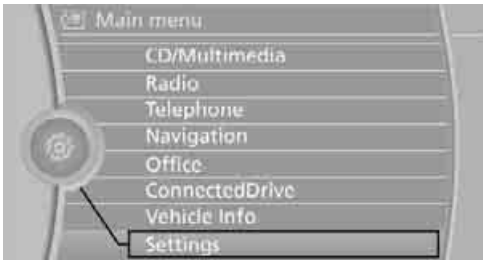 Main menu
CD/Multimedia
Radio
Telephone
Navigation
Office
ConnectedDrive
Vehicle Info
Settings